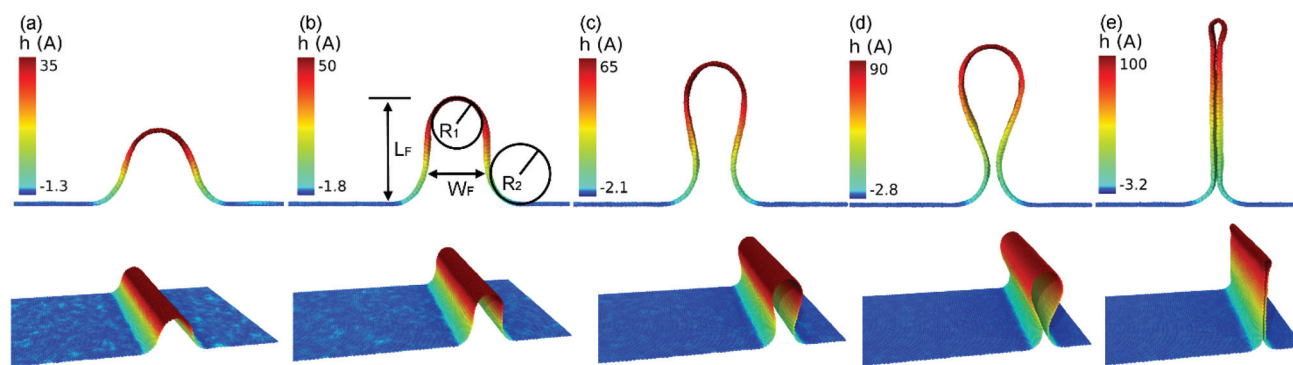 (a)
h (A)
35
-1.3
(b)
h (A)
50
-1.8
LF
WF
R1
R2
(c)
h (A)
65
-2.1
(d)
h (A)
90
-2.8
(e)
h (A)
100
-3.2